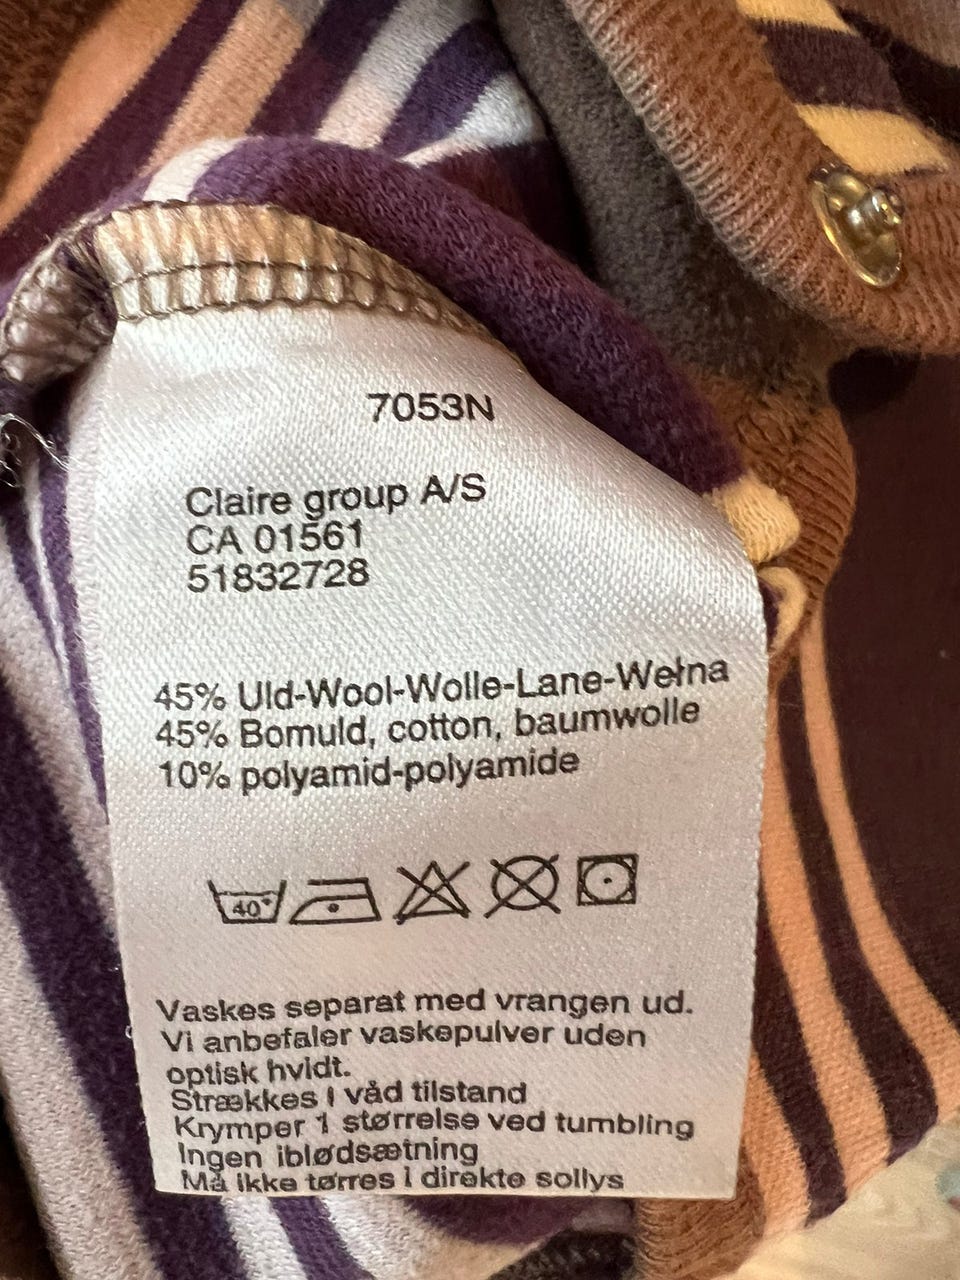 7053N
Claire group A/S
CA 01561
51832728
45% Uld-Wool-Wolle-Lane-Wełna
45% Bomuld, cotton, baumwolle
10% polyamid-polyamide
40°
Vaskes separat med vrangen ud.
Vi anbefaler vaskepulver uden
optisk hvidt.
Strækkes i våd tilstand
Krymper 1 størrelse ved tumbling
Ingen iblødsætning
Må ikke tørres i direkte sollys